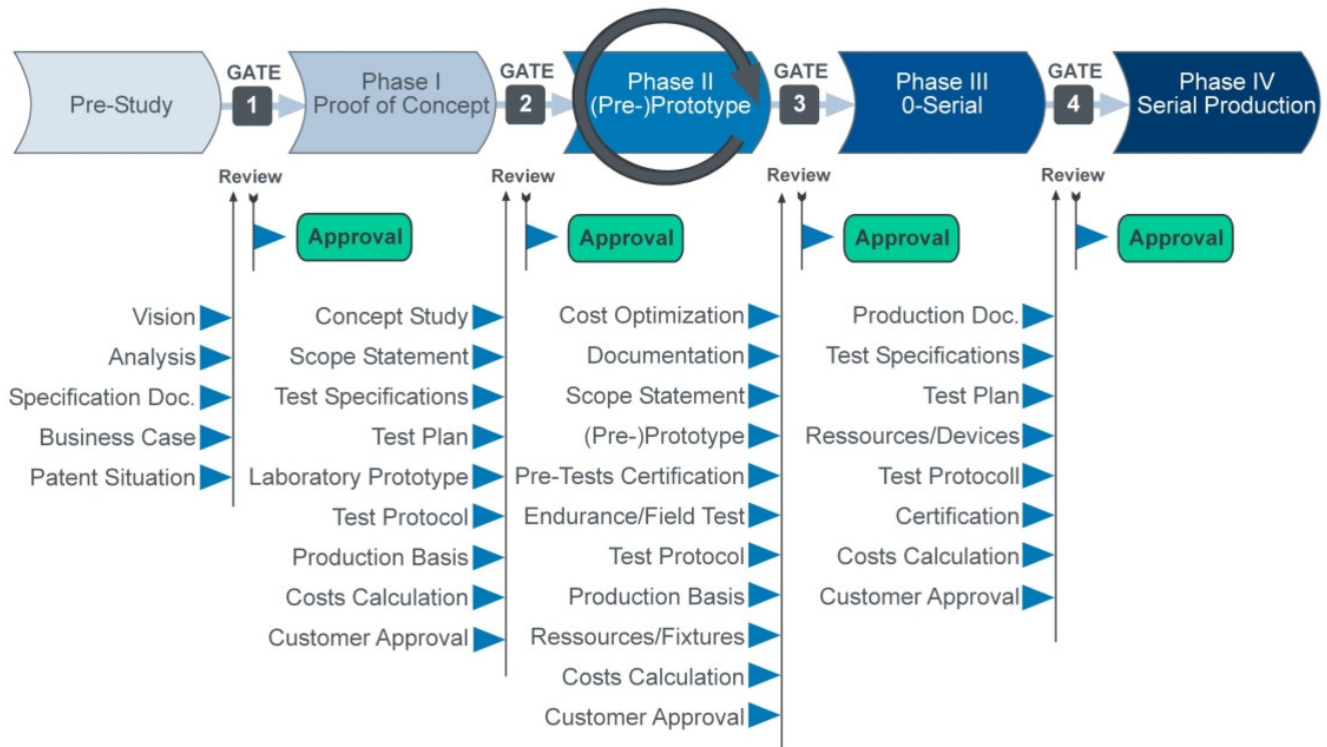 Pre-Study
GATE
1
Phase I
Proof of Concept
GATE
2
Phase II
(Pre-)Prototype
GATE
3
Phase III
0-Serial
GATE
4
Phase IV
Serial Production
Review
Approval
Review
Approval
Review
Approval
Review
Approval
Vision
Analysis
Specification Doc.
Business Case
Patent Situation
Concept Study
Scope Statement
Test Specifications
Test Plan
Laboratory Prototype
Test Protocol
Production Basis
Costs Calculation
Customer Approval
Cost Optimization
Documentation
Scope Statement
(Pre-)Prototype
Pre-Tests Certification
Endurance/Field Test
Test Protocol
Production Basis
Ressources/Fixtures
Costs Calculation
Customer Approval
Production Doc.
Test Specifications
Test Plan
Ressources/Devices
Test Protocoll
Certification
Costs Calculation
Customer Approval